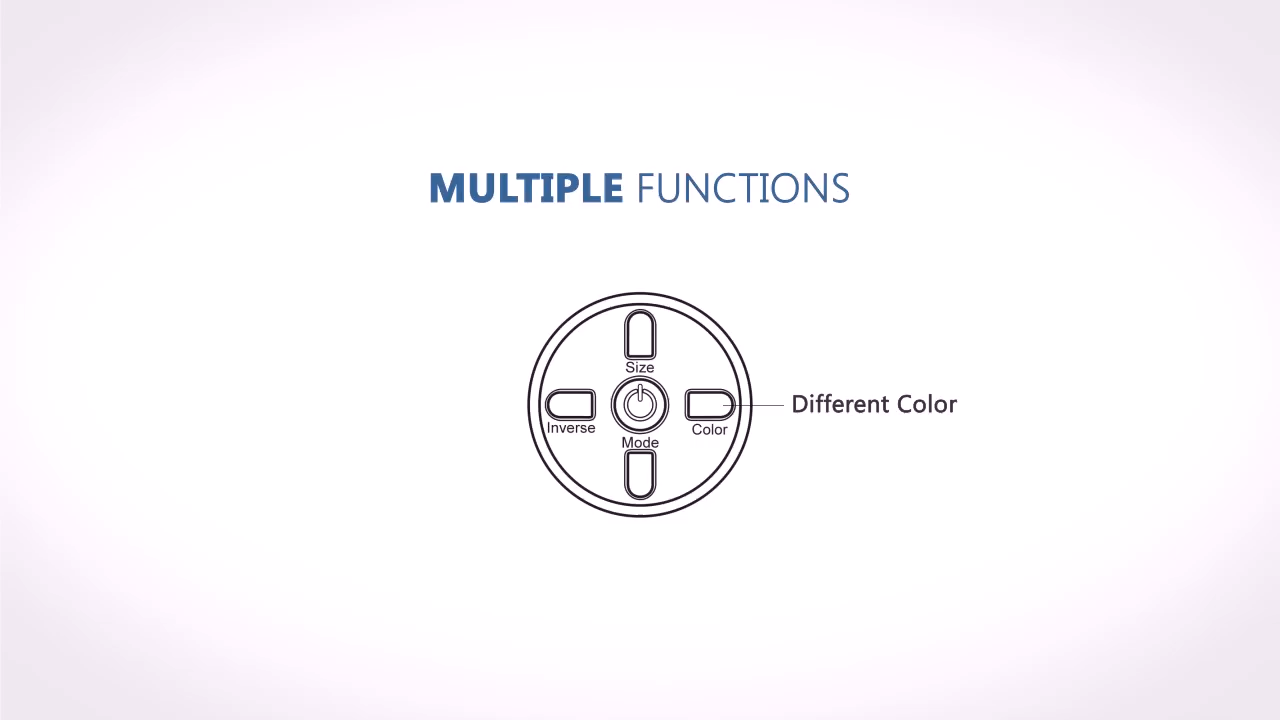 MULTIPLE FUNCTIONS
Size
Inverse
Color
Mode
Different Color